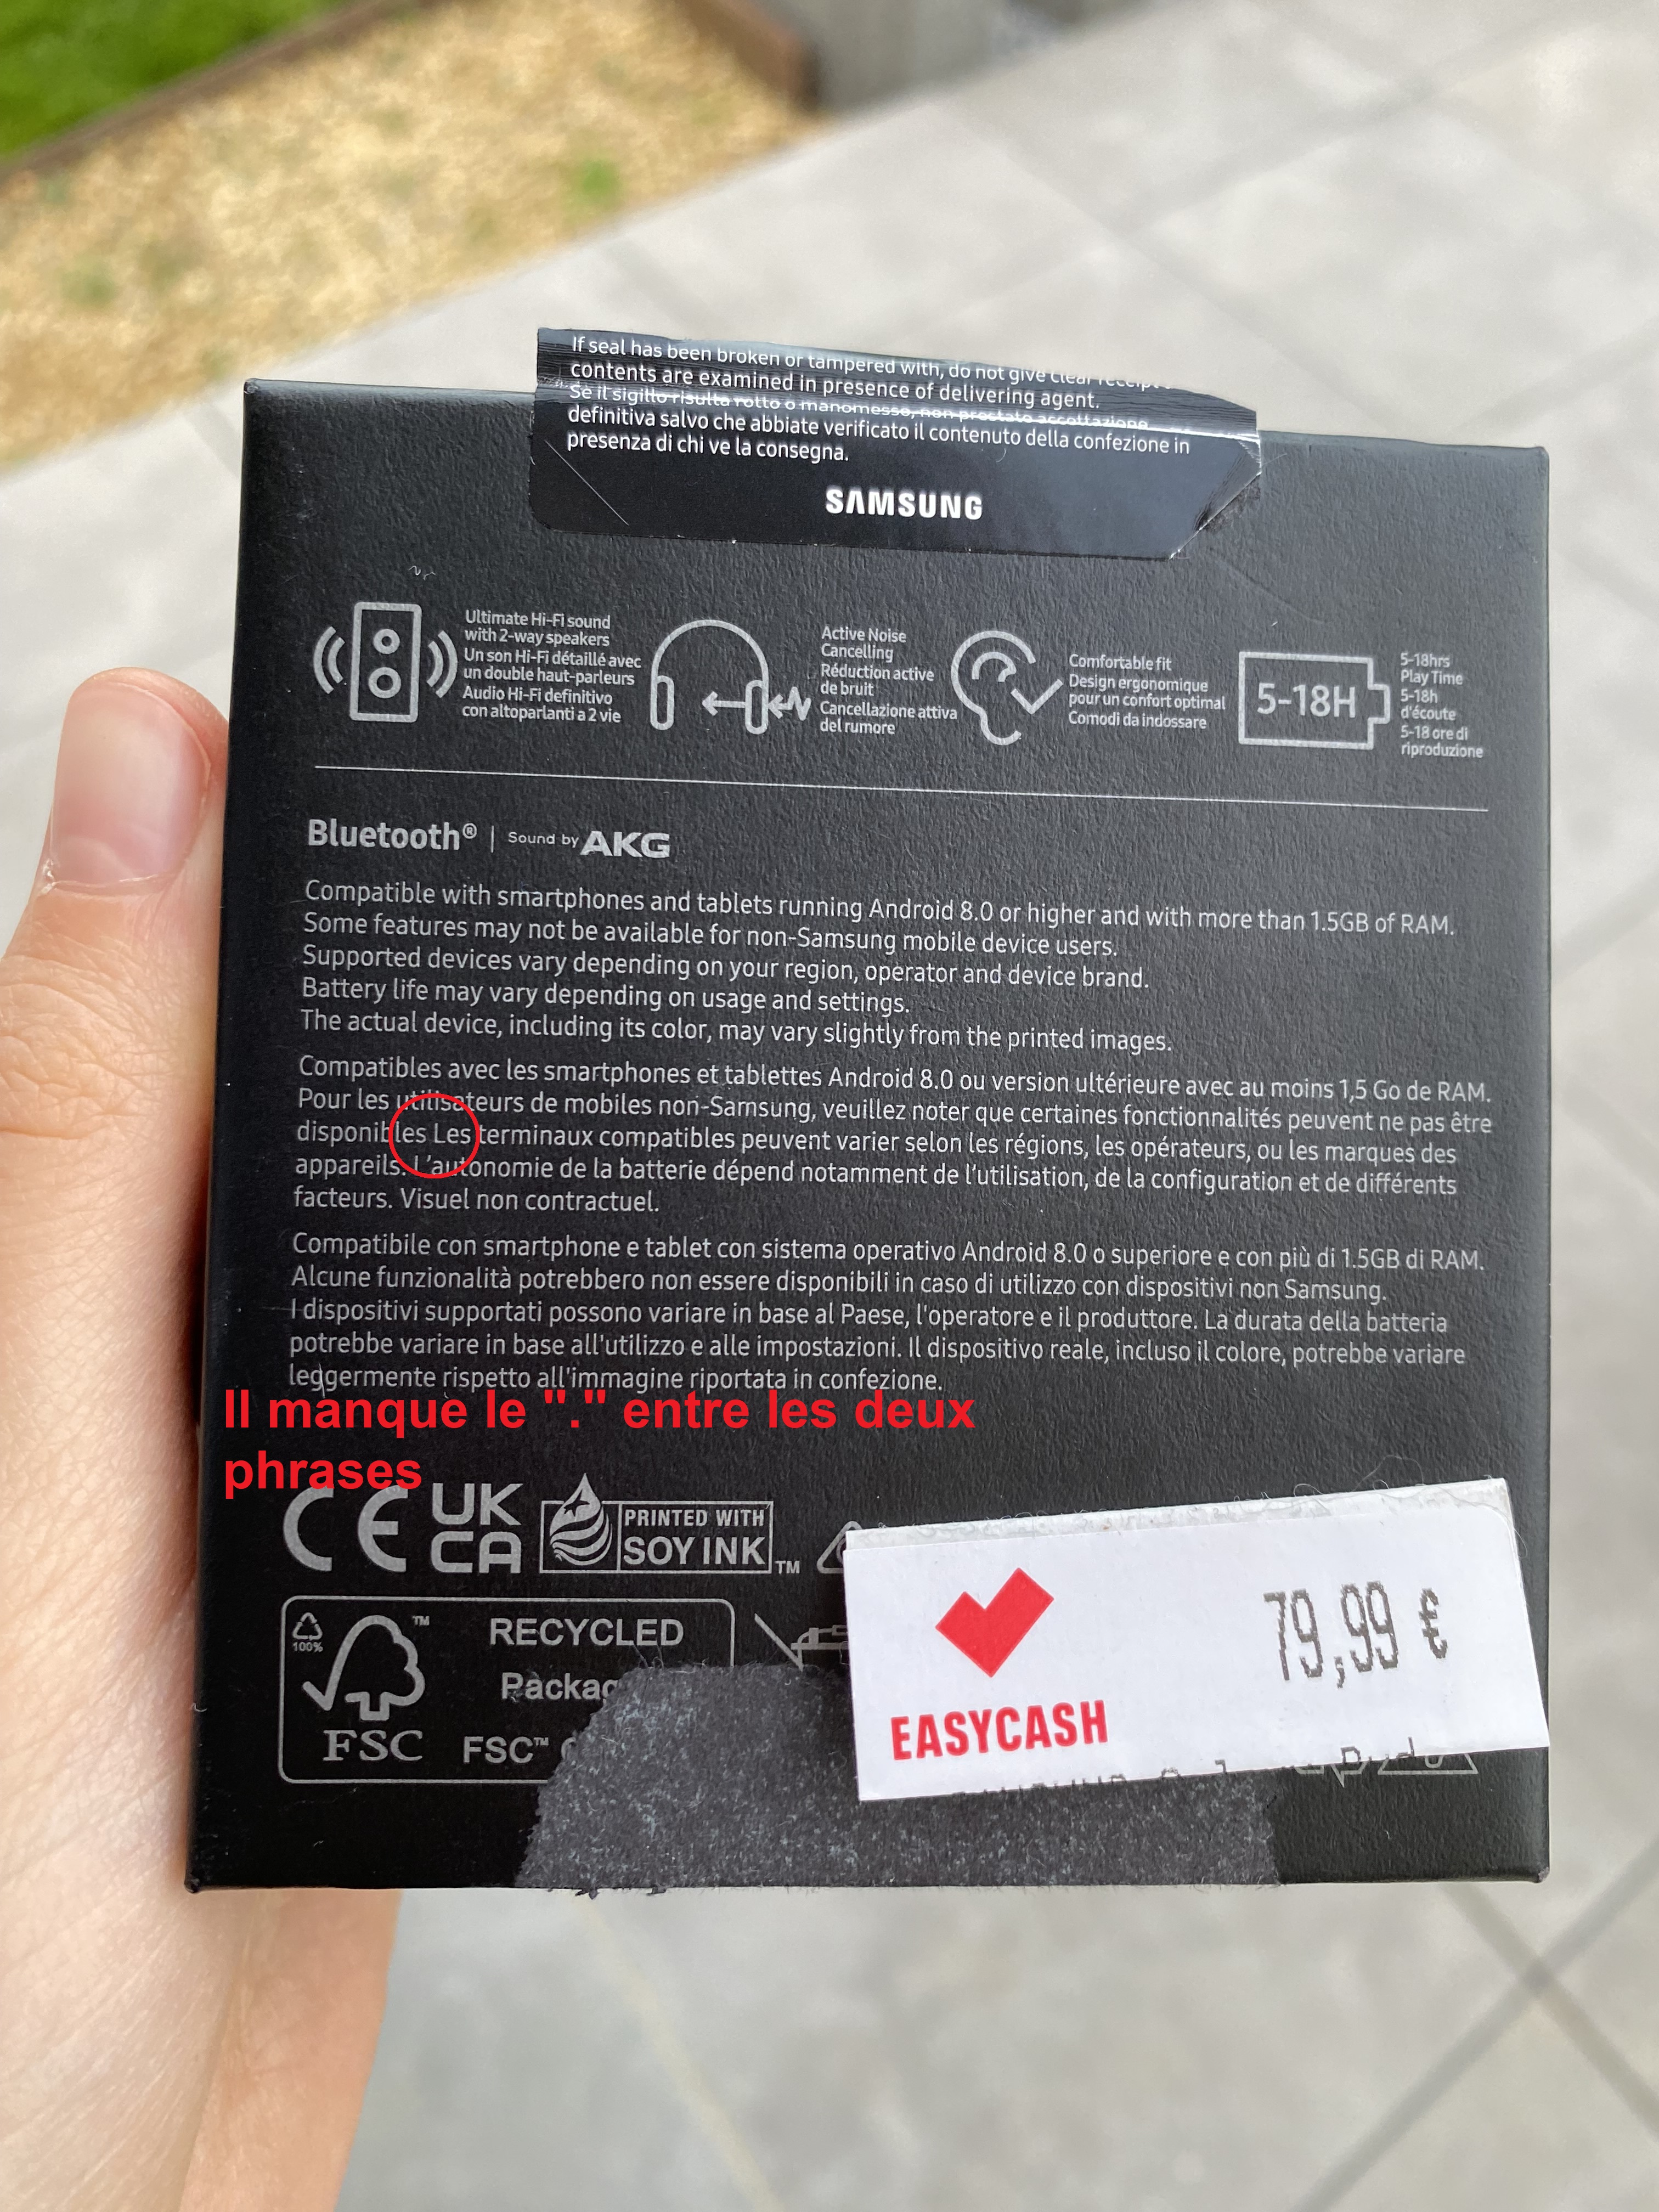 If seal has been broken or tampered with, do not give clear receipt
contents are examined in presence of delivering agent.
Se il sigillo risulta rotto o manomesso, non prestate accettazione
definitiva salvo che abbiate verificato il contenuto della confezione in
presenza di chi ve la consegna.
SAMSUNG
Ultimate Hi-Fi sound
with 2-way speakers
Un son Hi-Fi détaillé avec
un double haut-parleurs
Audio Hi-Fi definitivo
con altoparlanti a 2 vie
Active Noise
Cancelling
Réduction active
de bruit
Cancellazione attiva
del rumore
Comfortable fit
Design ergonomique
pour un confort optimal
Comodi da indossare
5-18H
5-18hrs
Play Time
5-18h
d'écoute
5-18 ore di
riproduzione
Bluetooth® | Sound by AKG
Compatible with smartphones and tablets running Android 8.0 or higher and with more than 1.5GB of RAM.
Some features may not be available for non-Samsung mobile device users.
Supported devices vary depending on your region, operator and device brand.
Battery life may vary depending on usage and settings.
The actual device, including its color, may vary slightly from the printed images.
Compatibles avec les smartphones et tablettes Android 8.0 ou version ultérieure avec au moins 1,5 Go de RAM.
Pour les utilisateurs de mobiles non-Samsung, veuillez noter que certaines fonctionnalités peuvent ne pas être
disponibles Les terminaux compatibles peuvent varier selon les régions, les opérateurs, ou les marques des
appareils. L'autonomie de la batterie dépend notamment de l'utilisation, de la configuration et de différents
facteurs. Visuel non contractuel.
Compatibile con smartphone e tablet con sistema operativo Android 8.0 o superiore e con più di 1.5GB di RAM.
Alcune funzionalità potrebbero non essere disponibili in caso di utilizzo con dispositivi non Samsung.
I dispositivi supportati possono variare in base al Paese, l'operatore e il produttore. La durata della batteria
potrebbe variare in base all'utilizzo e alle impostazioni. Il dispositivo reale, incluso il colore, potrebbe variare
leggermente rispetto all'immagine riportata in confezione.
Il manque le "." entre les deux
phrases
CE UK
CA
PRINTED WITH
SOY INK™
100%
™
FSC
RECYCLED
Packag
FSC™
EASYCASH
79,99 €